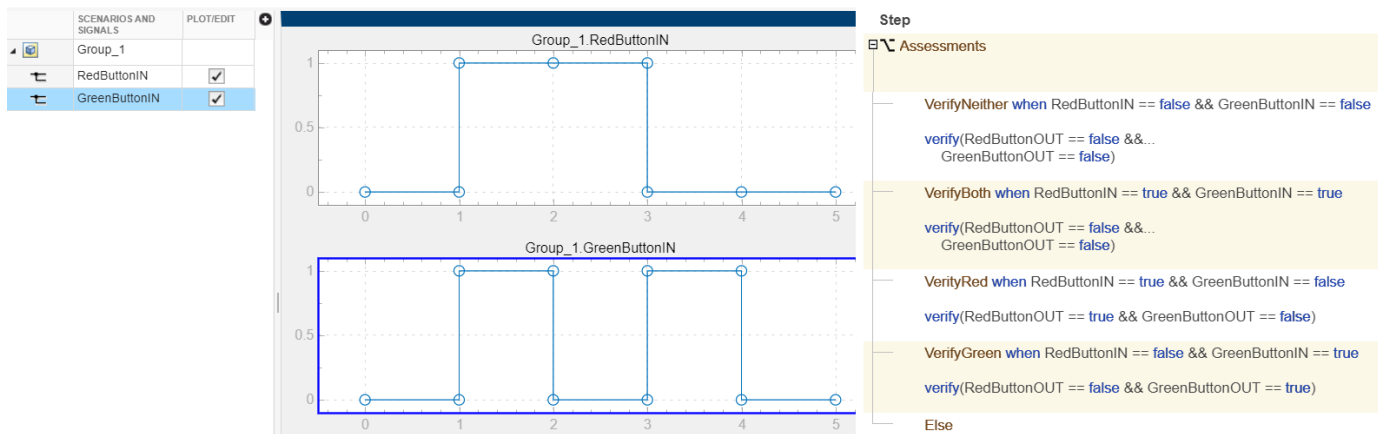 SCENARIOS AND SIGNALS PLOT/EDIT
Group_1
RedButtonIN
GreenButtonIN
Group_1.RedButtonIN
1
0.5
0
0 1 2 3 4 5
Group_1.GreenButtonIN
1
0.5
0
0 1 2 3 4 5
Step
Assessments
VerifyNeither when RedButtonIN == false && GreenButtonIN == false
verify(RedButtonOUT == false &&...
GreenButtonOUT == false)
VerifyBoth when RedButtonIN == true && GreenButtonIN == true
verify(RedButtonOUT == false &&...
GreenButtonOUT == false)
VerifyRed when RedButtonIN == true && GreenButtonIN == false
verify(RedButtonOUT == true && GreenButtonOUT == false)
VerifyGreen when RedButtonIN == false && GreenButtonIN == true
verify(RedButtonOUT == false && GreenButtonOUT == true)
Else